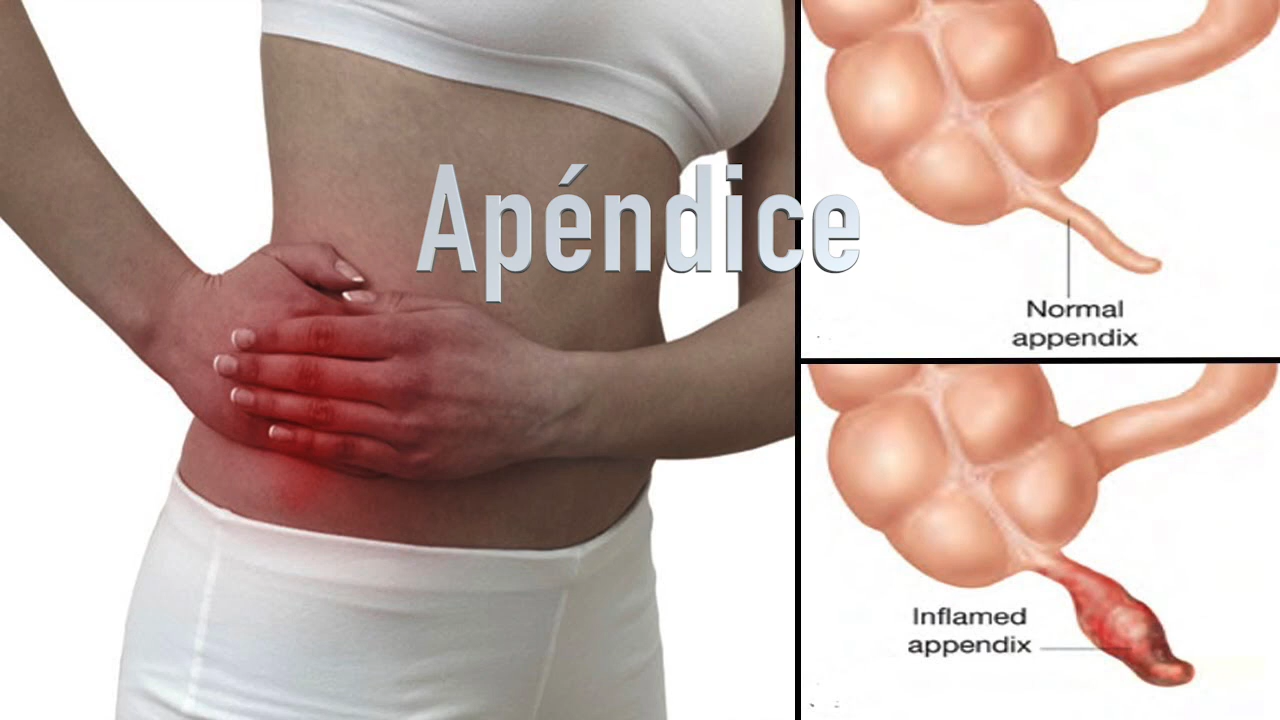 Apéndice
Normal
appendix
Inflamed
appendix